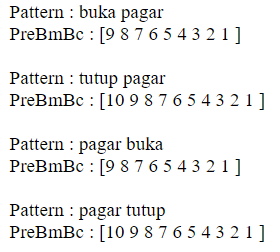 Pattern : buka pagar
PreBmBc : [9 8 7 6 5 4 3 2 1 ]
Pattern : tutup pagar
PreBmBc : [10 9 8 7 6 5 4 3 2 1 ]
Pattern : pagar buka
PreBmBc : [9 8 7 6 5 4 3 2 1 ]
Pattern : pagar tutup
PreBmBc : [10 9 8 7 6 5 4 3 2 1 ]